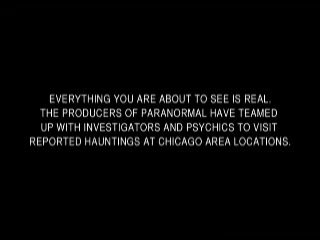 EVERYTHING YOU ARE ABOUT TO SEE IS REAL.
THE PRODUCERS OF PARANORMAL HAVE TEAMED
UP WITH INVESTIGATORS AND PSYCHICS TO VISIT
REPORTED HAUNTINGS AT CHICAGO AREA LOCATIONS.